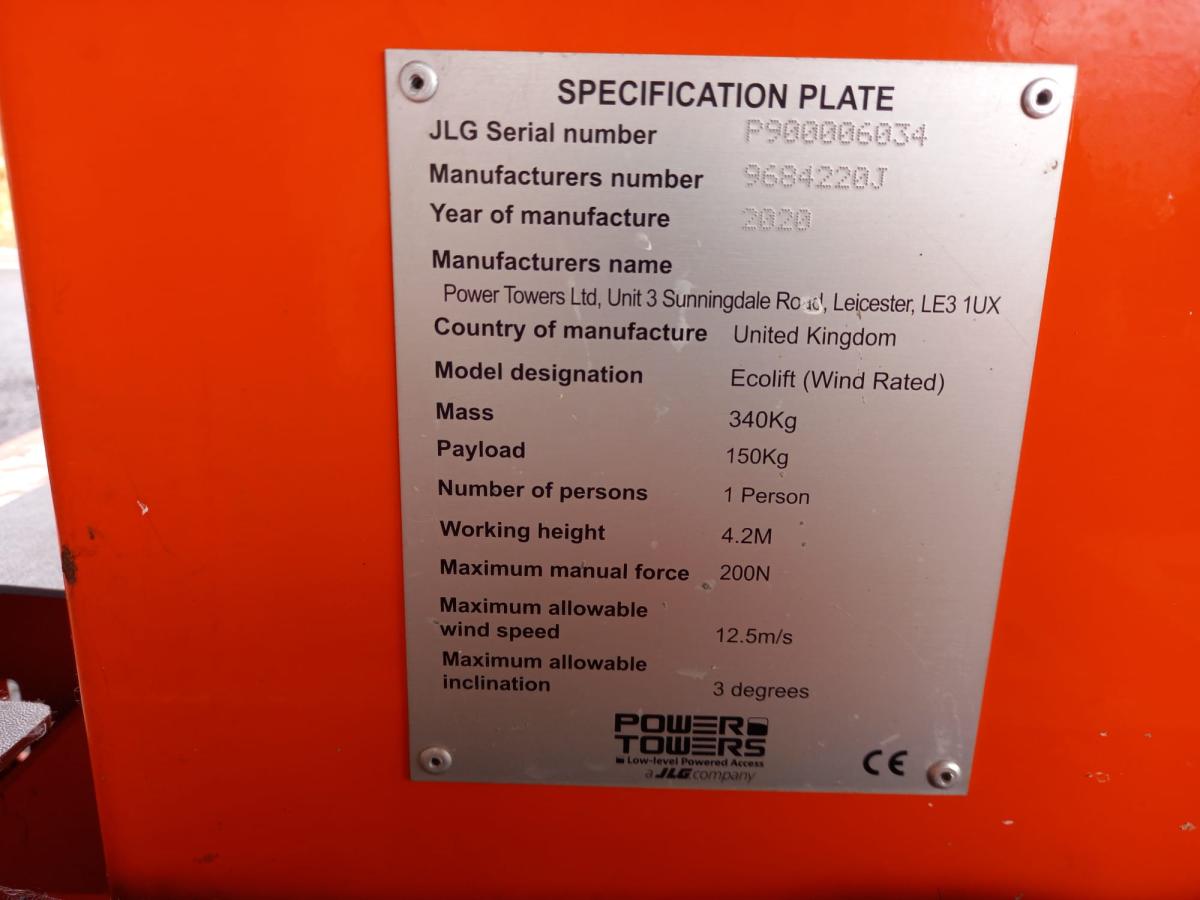 SPECIFICATION PLATE
JLG Serial number P900006034
Manufacturers number 9684220J
Year of manufacture 2020
Manufacturers name
Power Towers Ltd, Unit 3 Sunningdale Road, Leicester, LE3 1UX
Country of manufacture United Kingdom
Model designation Ecolift (Wind Rated)
Mass 340Kg
Payload 150Kg
Number of persons 1 Person
Working height 4.2M
Maximum manual force 200N
Maximum allowable
wind speed 12.5m/s
Maximum allowable
inclination 3 degrees
POWER
TOWERS
Low-level Powered Access
a JLG company
CE